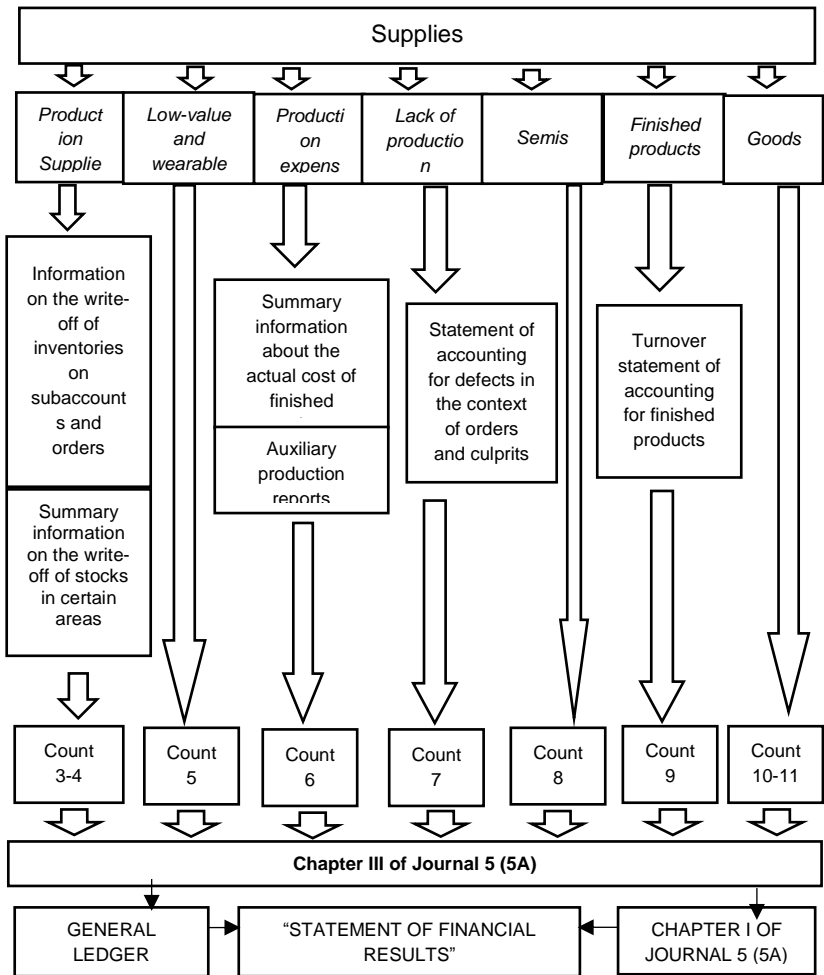 Supplies
Product
ion
Supplie
Low-value
and
wearable
Producti
on
expens
Lack of
productio
n
Semis
Finished
products
Goods
Information
on the write-
off of
inventories
on
subaccount
s and
orders
Summary
information
on the write-
off of stocks
in certain
areas
Summary
information
about the
actual cost of
finished
Auxiliary
production
reports
Statement of
accounting
for defects in
the context
of orders
and culprits
Turnover
statement of
accounting
for finished
products
Count
3-4
Count
5
Count
6
Count
7
Count
8
Count
9
Count
10-11
Chapter III of Journal 5 (5A)
GENERAL
LEDGER
“STATEMENT OF FINANCIAL
RESULTS”
CHAPTER I OF
JOURNAL 5 (5A)